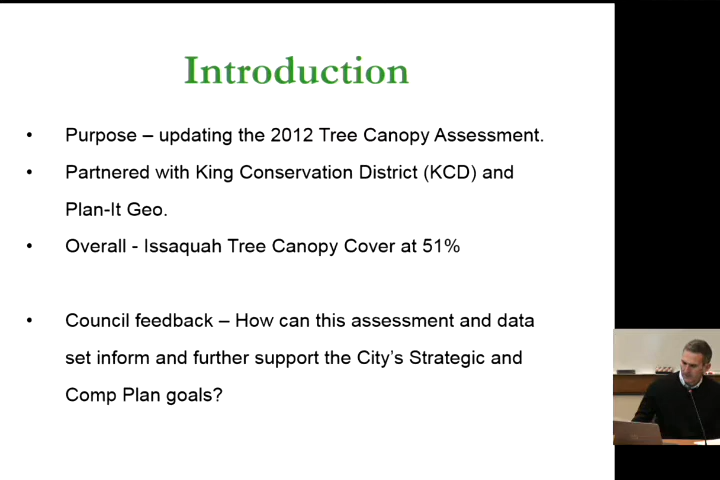 Introduction
• Purpose – updating the 2012 Tree Canopy Assessment.
• Partnered with King Conservation District (KCD) and
Plan-It Geo.
• Overall - Issaquah Tree Canopy Cover at 51%
• Council feedback – How can this assessment and data
set inform and further support the City’s Strategic and
Comp Plan goals?